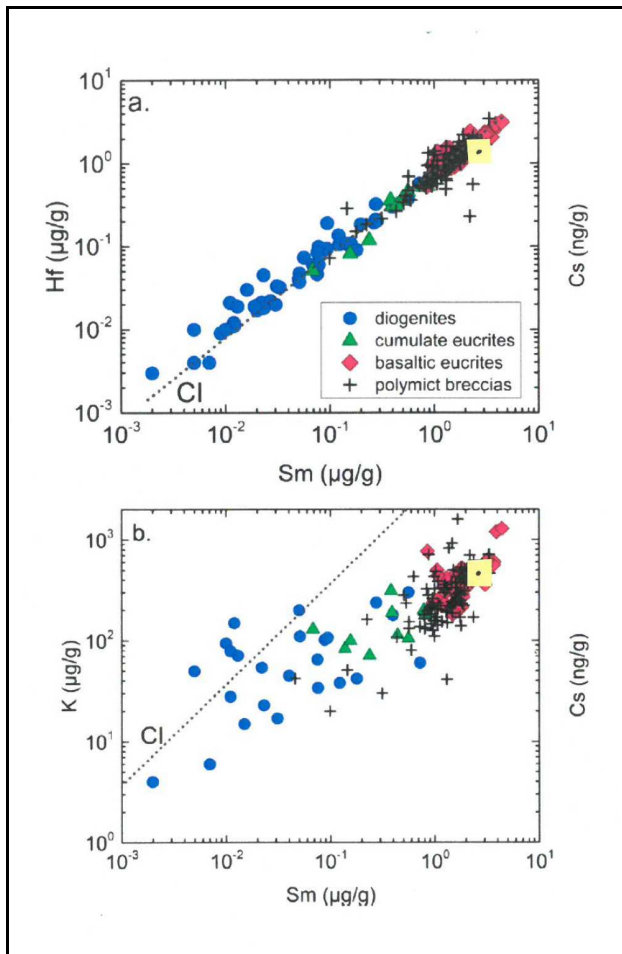 a.
10¹
10⁰
10⁻¹
10⁻²
10⁻³
Hf (µg/g)
Cs (ng/g)
diogenites
cumulate eucrites
basaltic eucrites
polymict breccias
CI
10⁻³ 10⁻² 10⁻¹ 10⁰ 10¹
Sm (µg/g)
b.
10³
10²
10¹
10⁰
K (µg/g)
Cs (ng/g)
CI
10⁻³ 10⁻² 10⁻¹ 10⁰ 10¹
Sm (µg/g)